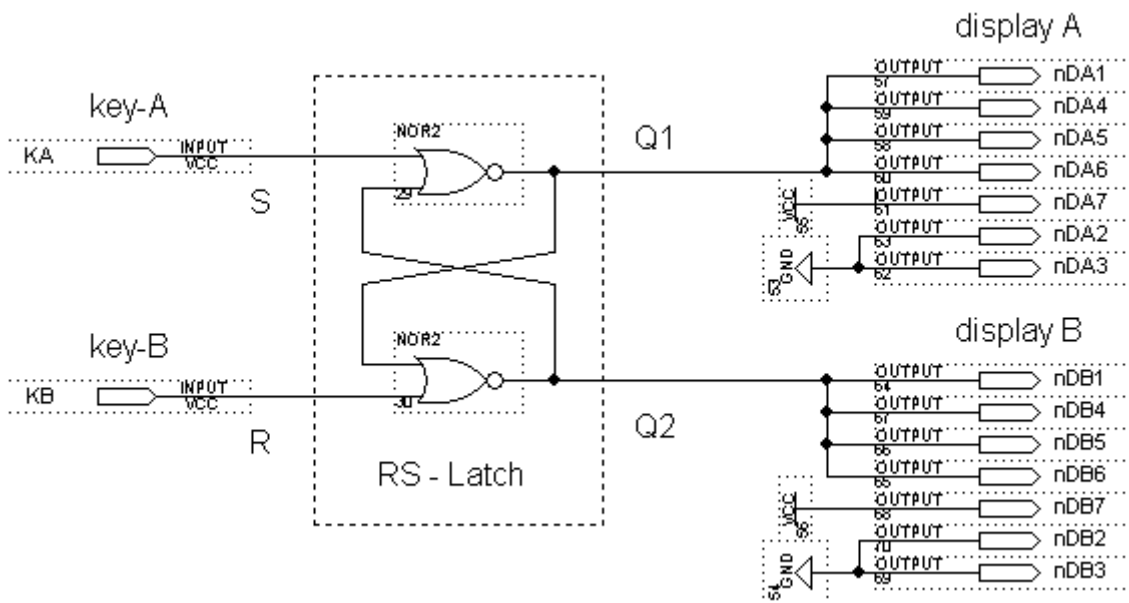 display A
OUTPUT
57
nDA1
key-A
OUTPUT
59
nDA4
NOR2
Q1
OUTPUT
58
nDA5
KA
INPUT
VCC
OUTPUT
60
nDA6
29
S
VCC
55
OUTPUT
61
nDA7
OUTPUT
63
nDA2
GND
53
OUTPUT
62
nDA3
key-B
NOR2
display B
KB
INPUT
VCC
OUTPUT
64
nDB1
30
R
Q2
OUTPUT
67
nDB4
OUTPUT
66
nDB5
RS - Latch
OUTPUT
65
nDB6
VCC
56
OUTPUT
68
nDB7
OUTPUT
70
nDB2
GND
54
OUTPUT
69
nDB3